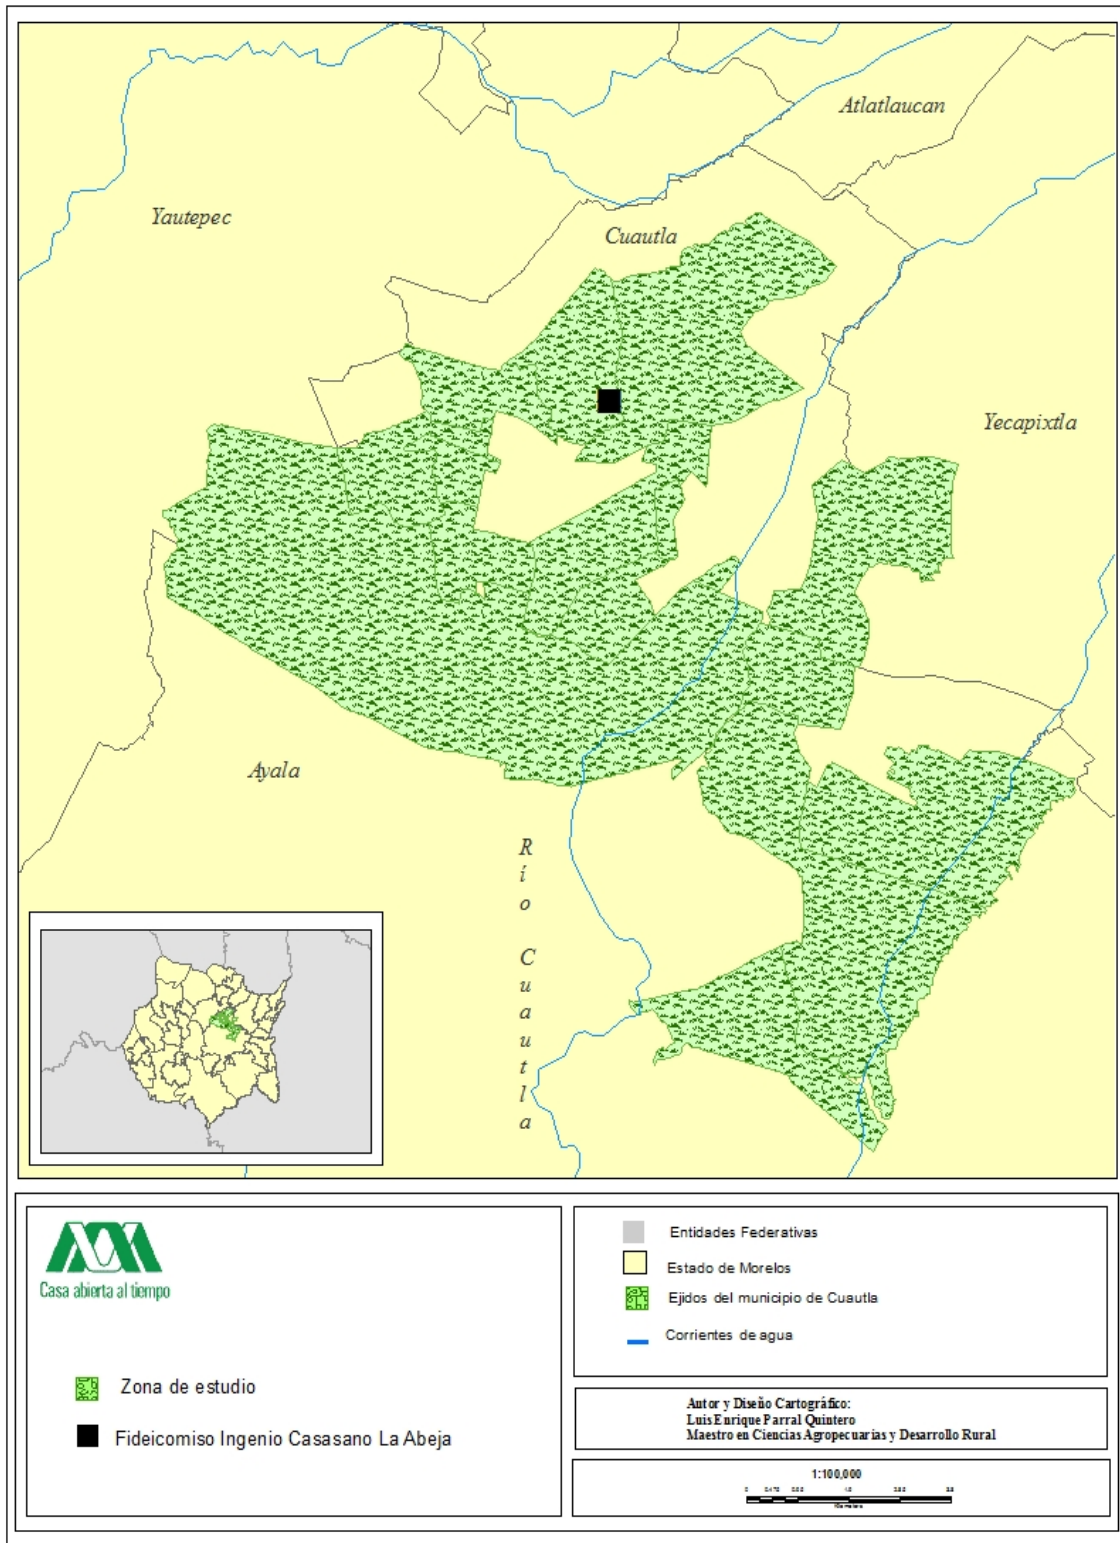 Atlatlaucan
Yautepec
Cuautla
Yecapixtla
Ayala
Río Cuautla
Casa abierta al tiempo
Zona de estudio
Fideicomiso Ingenio Casasano La Abeja
Entidades Federativas
Estado de Morelos
Ejidos del municipio de Cuautla
Corrientes de agua
Autor y Diseño Cartográfico:
Luis Enrique Parral Quintero
Maestro en Ciencias Agropecuarias y Desarrollo Rural
1:100,000